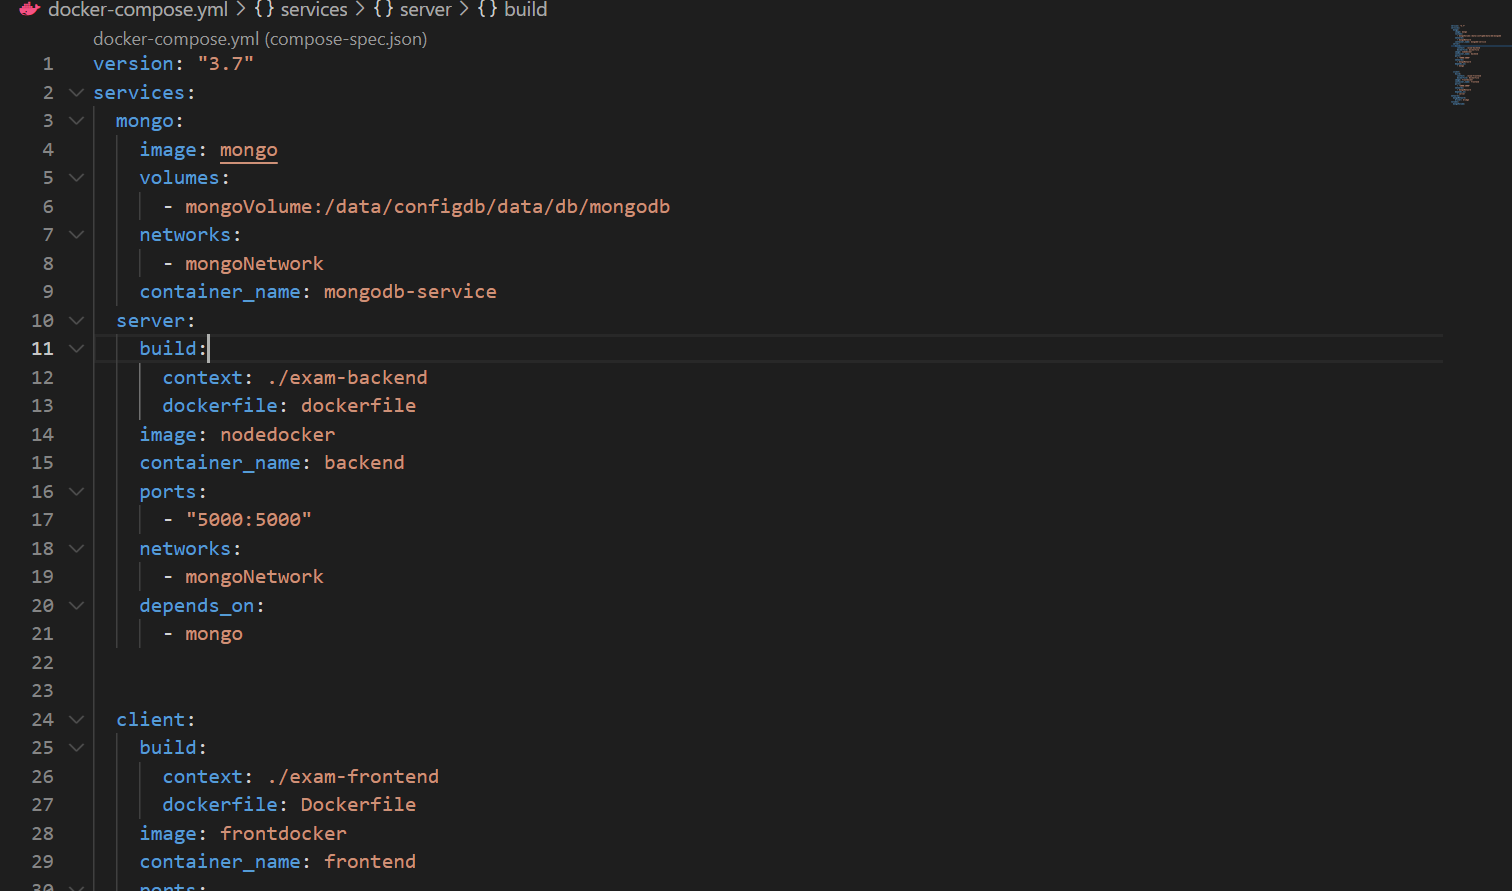 docker-compose.yml > {} services > {} server > {} build
docker-compose.yml (compose-spec.json)
1 version: "3.7"
2 services:
3   mongo:
4     image: mongo
5     volumes:
6       - mongoVolume:/data/configdb/data/db/mongodb
7     networks:
8       - mongoNetwork
9     container_name: mongodb-service
10   server:
11     build:
12       context: ./exam-backend
13       dockerfile: dockerfile
14     image: nodedocker
15     container_name: backend
16     ports:
17       - "5000:5000"
18     networks:
19       - mongoNetwork
20     depends_on:
21       - mongo
22
23
24   client:
25     build:
26       context: ./exam-frontend
27       dockerfile: Dockerfile
28     image: frontdocker
29     container_name: frontend
30     ports: